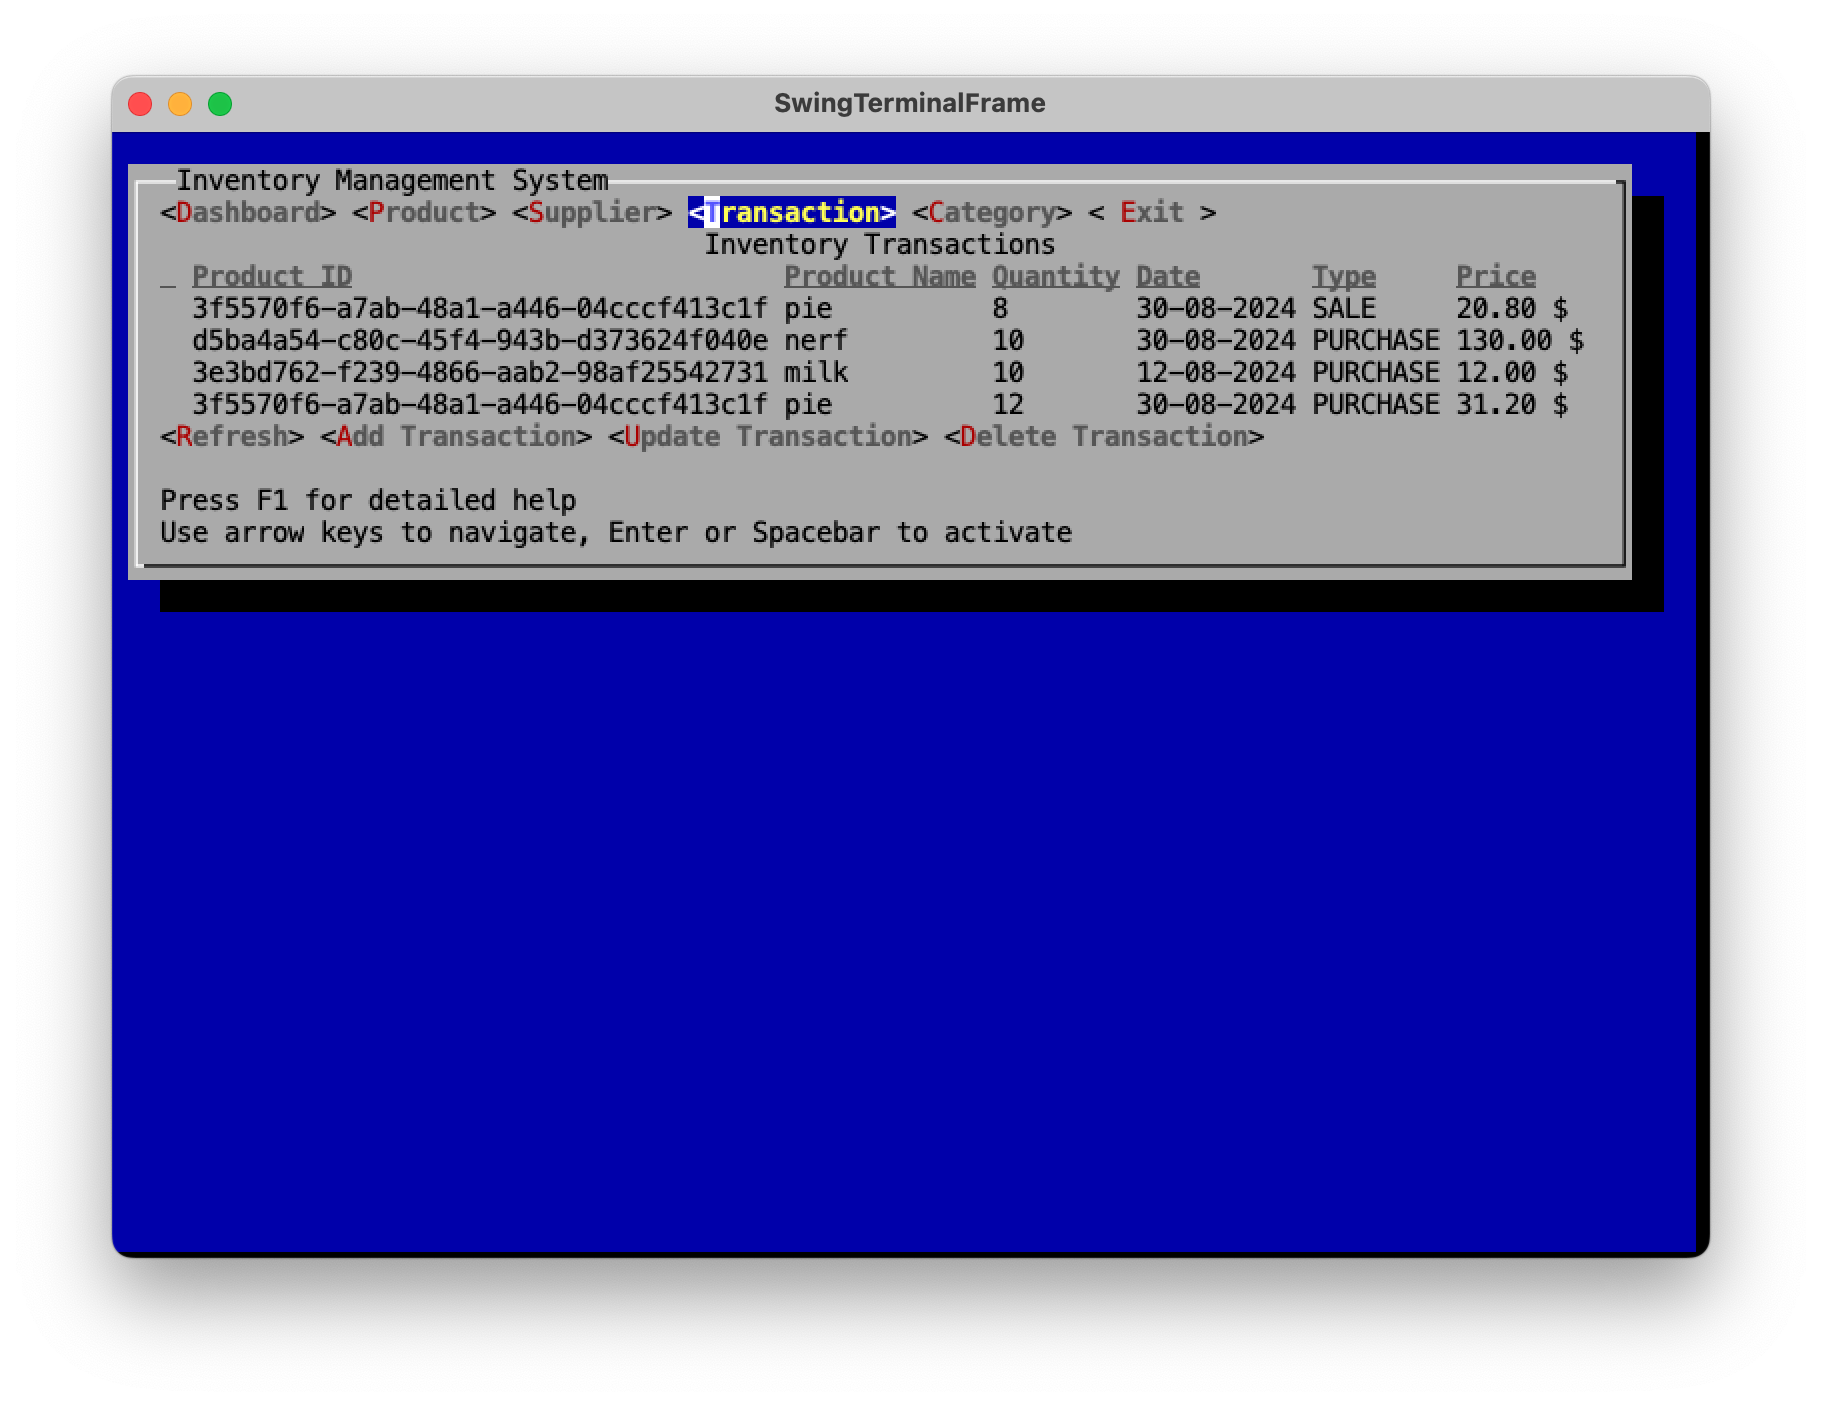 SwingTerminalFrame
Inventory Management System
<Dashboard> <Product> <Supplier> <Transaction> <Category> < Exit >
Inventory Transactions
_ Product ID Product Name Quantity Date Type Price
3f5570f6-a7ab-48a1-a446-04cccf413c1f pie 8 30-08-2024 SALE 20.80 $
d5ba4a54-c80c-45f4-943b-d373624f040e nerf 10 30-08-2024 PURCHASE 130.00 $
3e3bd762-f239-4866-aab2-98af25542731 milk 10 12-08-2024 PURCHASE 12.00 $
3f5570f6-a7ab-48a1-a446-04cccf413c1f pie 12 30-08-2024 PURCHASE 31.20 $
<Refresh> <Add Transaction> <Update Transaction> <Delete Transaction>
Press F1 for detailed help
Use arrow keys to navigate, Enter or Spacebar to activate